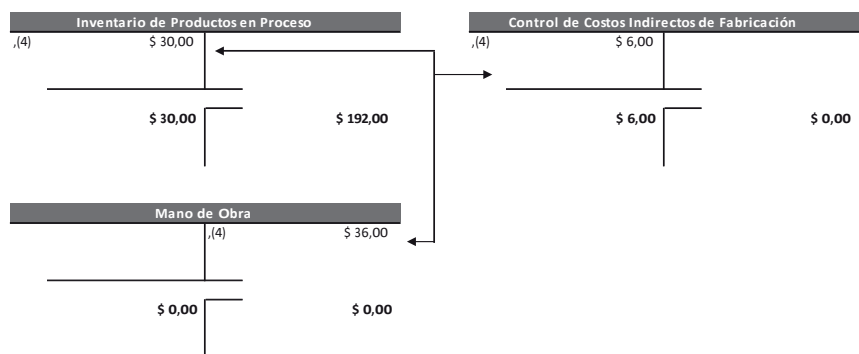 Inventario de Productos en Proceso
,(4) $ 30,00
$ 30,00 $ 192,00
Control de Costos Indirectos de Fabricación
,(4) $ 6,00
$ 6,00 $ 0,00
Mano de Obra
,(4) $ 36,00
$ 0,00 $ 0,00